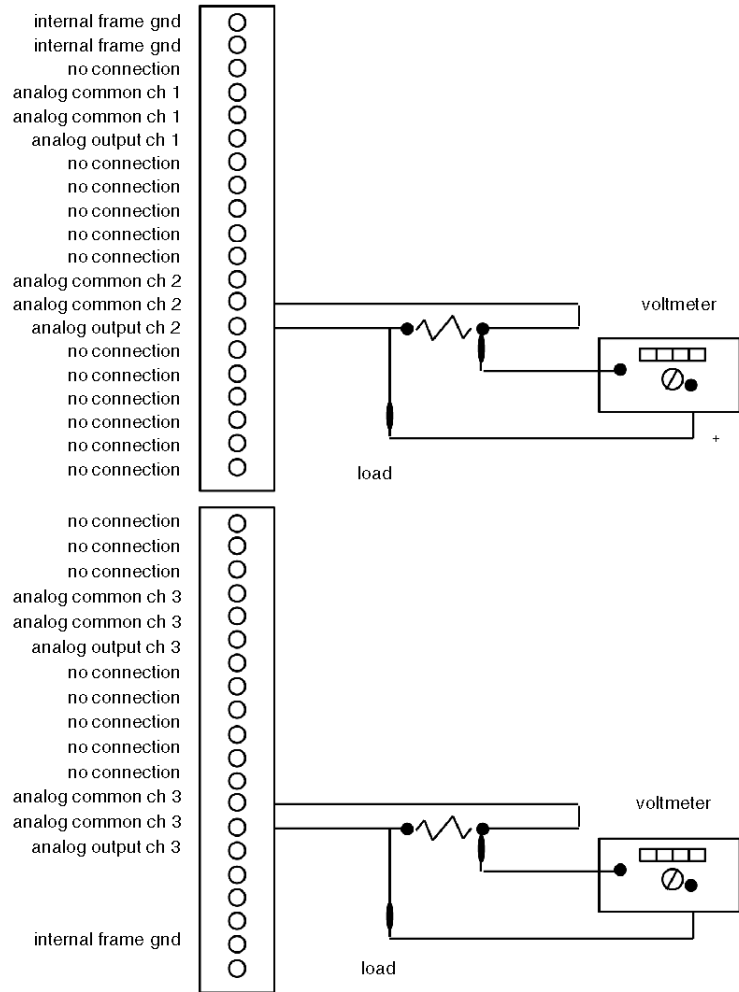 internal frame gnd
internal frame gnd
no connection
analog common ch 1
analog common ch 1
analog output ch 1
no connection
no connection
no connection
no connection
no connection
analog common ch 2
analog common ch 2
analog output ch 2
no connection
no connection
no connection
no connection
no connection
no connection
voltmeter
+
load
no connection
no connection
no connection
analog common ch 3
analog common ch 3
analog output ch 3
no connection
no connection
no connection
no connection
no connection
analog common ch 3
analog common ch 3
analog output ch 3
internal frame gnd
voltmeter
load